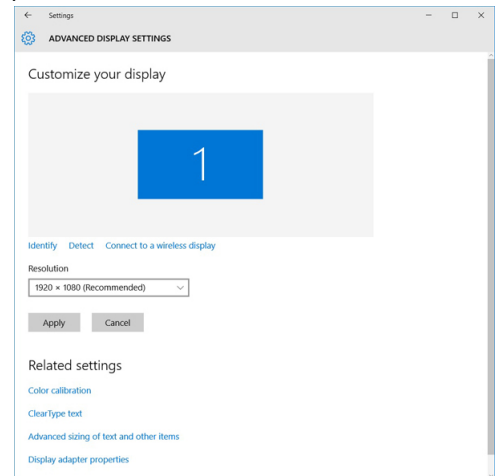 Settings
ADVANCED DISPLAY SETTINGS
Customize your display
1
Identify Detect Connect to a wireless display
Resolution
1920 × 1080 (Recommended)
Apply Cancel
Related settings
Color calibration
ClearType text
Advanced sizing of text and other items
Display adapter properties